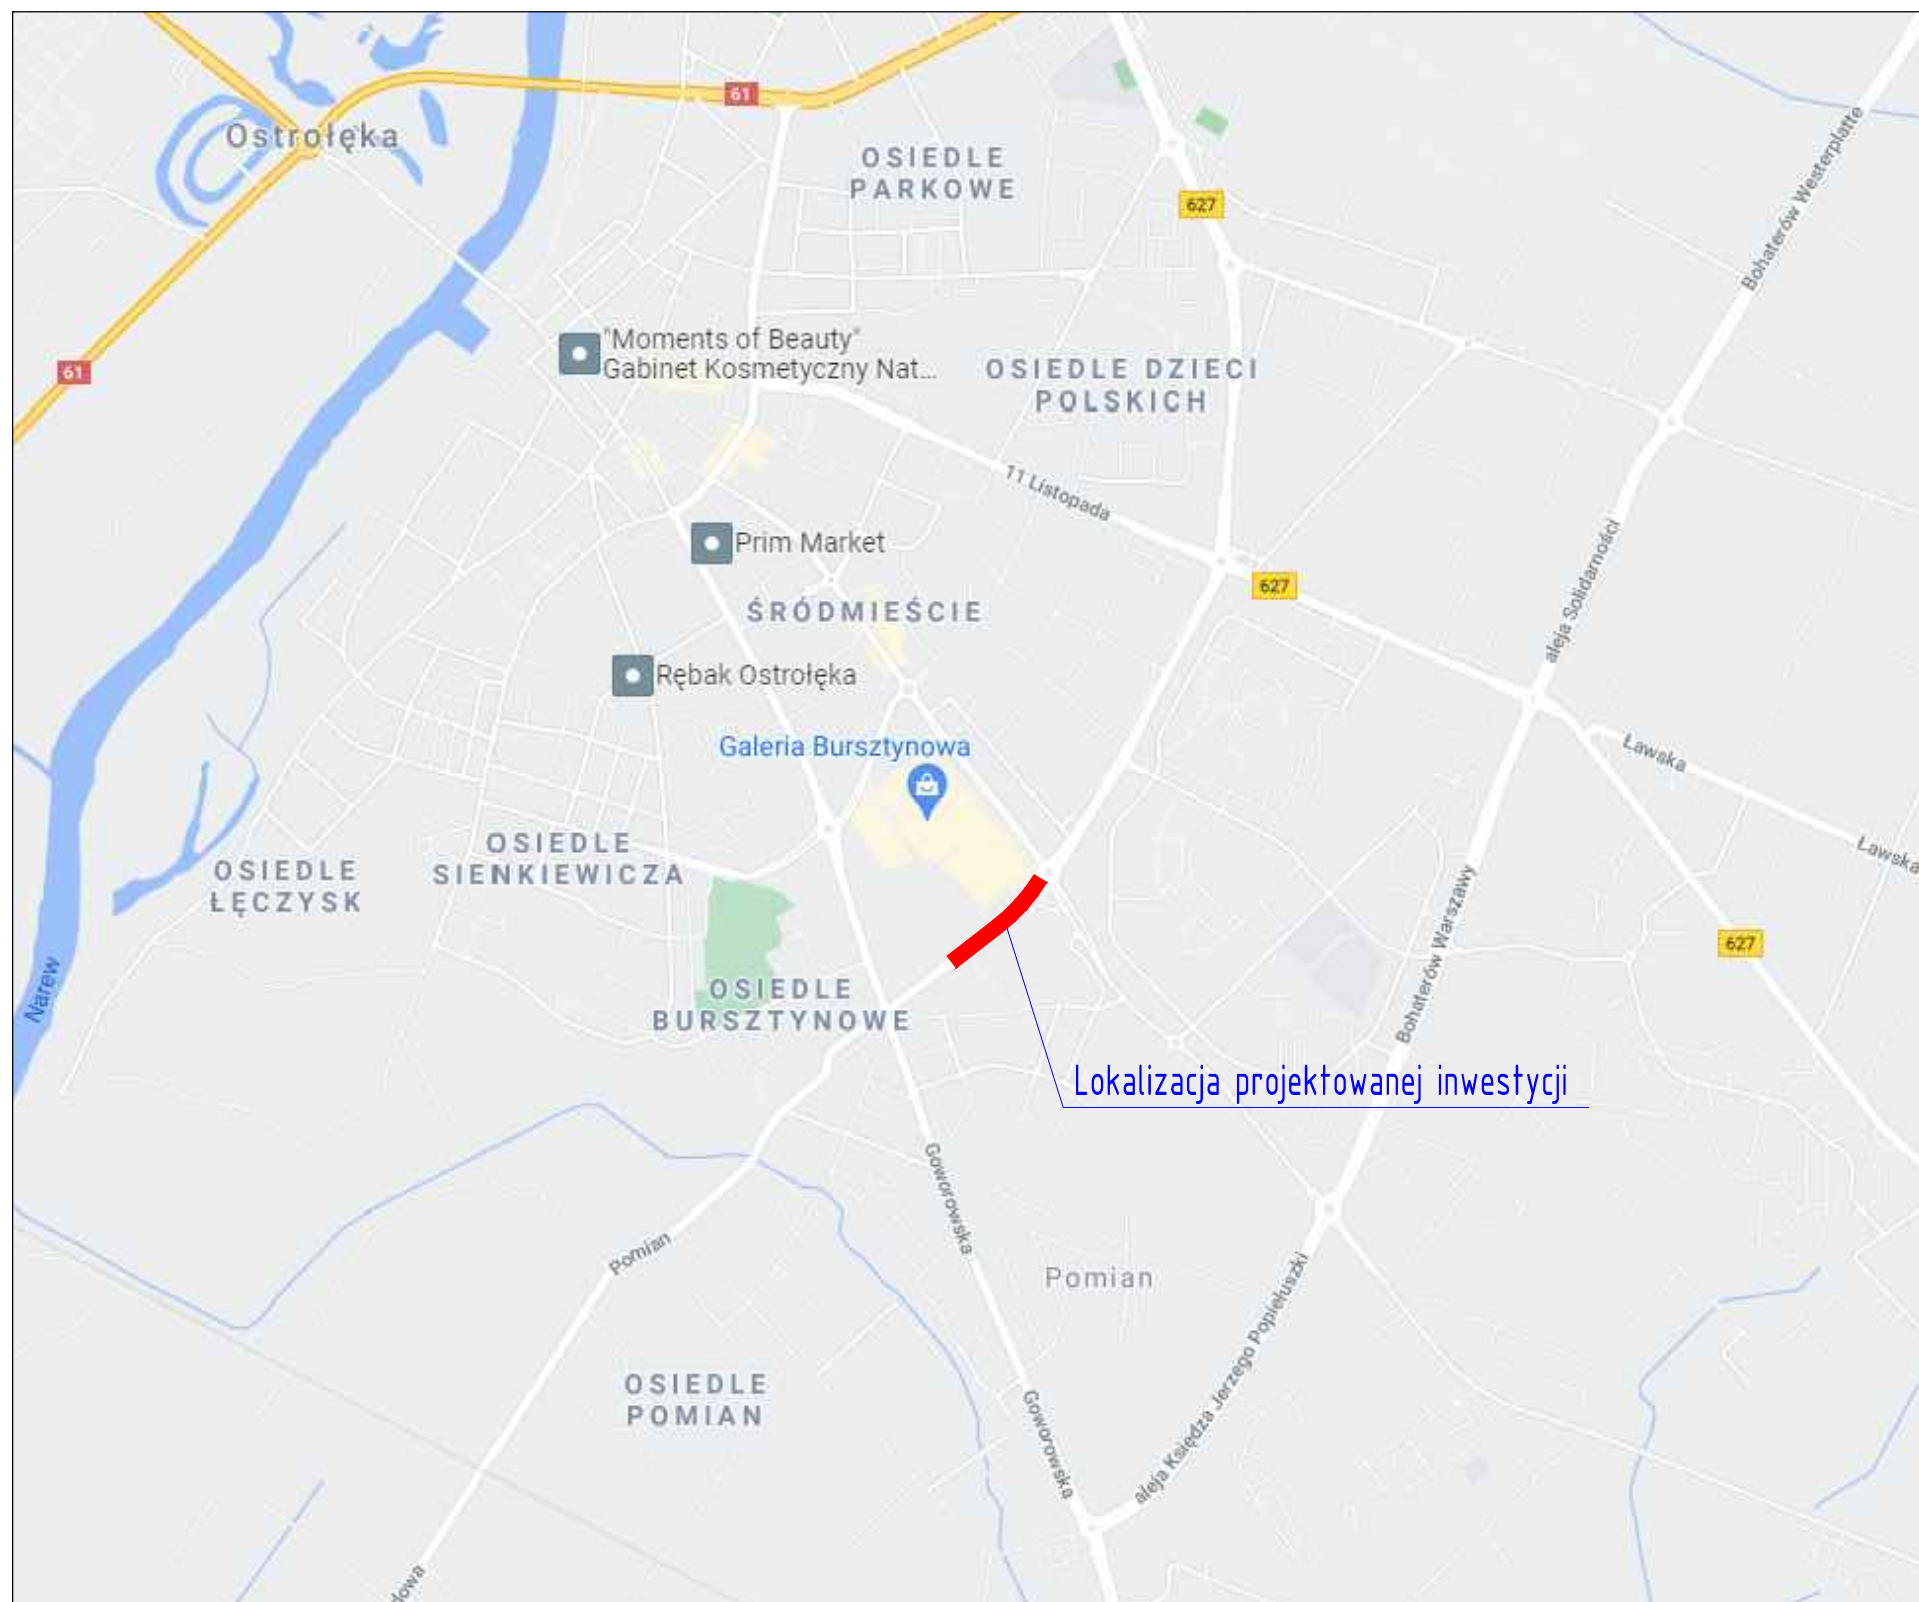 61
Ostrołęka
OSIEDLE
PARKOWE
627
Bohaterów Westerplatte
"Moments of Beauty"
Gabinet Kosmetyczny Nat...
61
OSIEDLE DZIECI
POLSKICH
11 Listopada
Prim Market
aleja Solidarności
627
ŚRÓDMIEŚCIE
Rębak Ostrołęka
Galeria Bursztynowa
Ławska
OSIEDLE
SIENKIEWICZA
OSIEDLE
ŁĘCZYSK
Ławska
Bohaterów Warszawy
627
Narew
OSIEDLE
BURSZTYNOWE
Lokalizacja projektowanej inwestycji
Goworowska
Pomian
Pomian
aleja Księdza Jerzego Popiełuszki
OSIEDLE
POMIAN
Goworowska